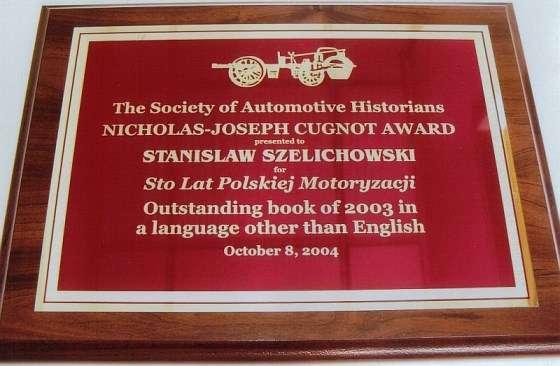 The Society of Automotive Historians
NICHOLAS-JOSEPH CUGNOT AWARD
presented to
STANISLAW SZELICHOWSKI
for
Sto Lat Polskiej Motoryzacji
Outstanding book of 2003 in
a language other than English
October 8, 2004